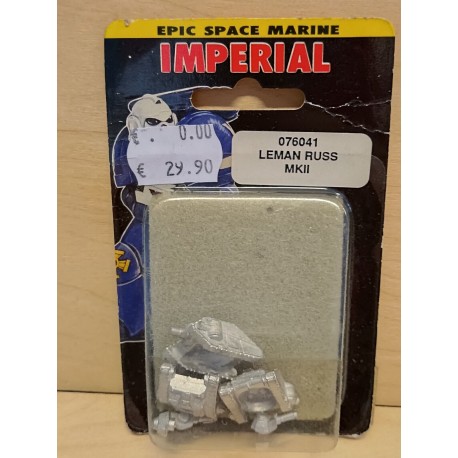 EPIC SPACE MARINE
IMPERIAL
0.00
€ 29.90
076041
LEMAN RUSS
MKII